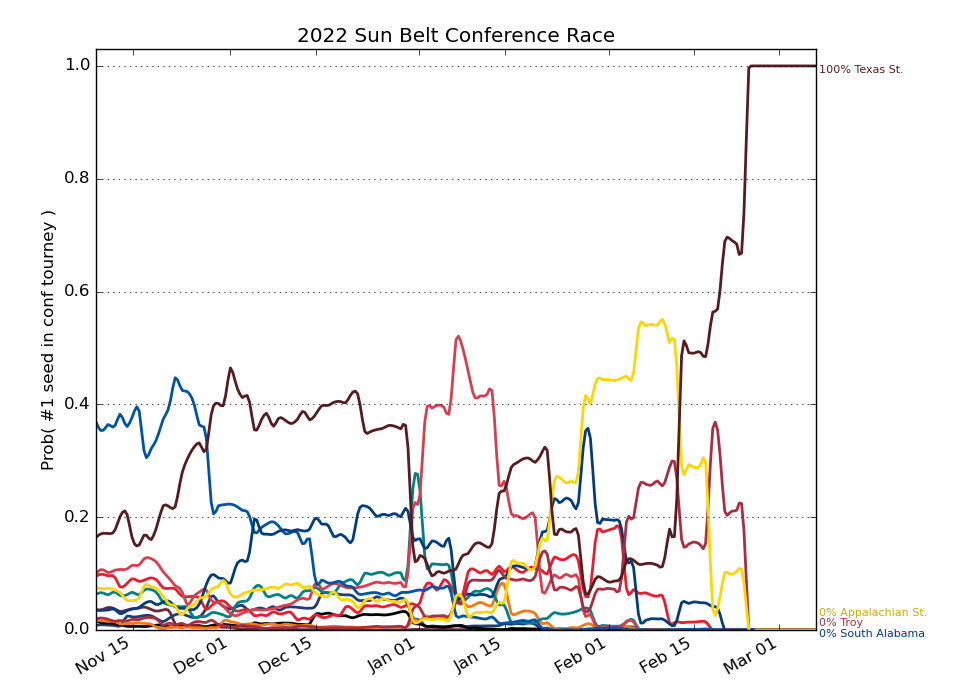 2022 Sun Belt Conference Race
Prob( #1 seed in conf tourney )
1.0
0.8
0.6
0.4
0.2
0.0
Nov 15
Dec 01
Dec 15
Jan 01
Jan 15
Feb 01
Feb 15
Mar 01
100% Texas St.
0% Appalachian St.
0% Troy
0% South Alabama